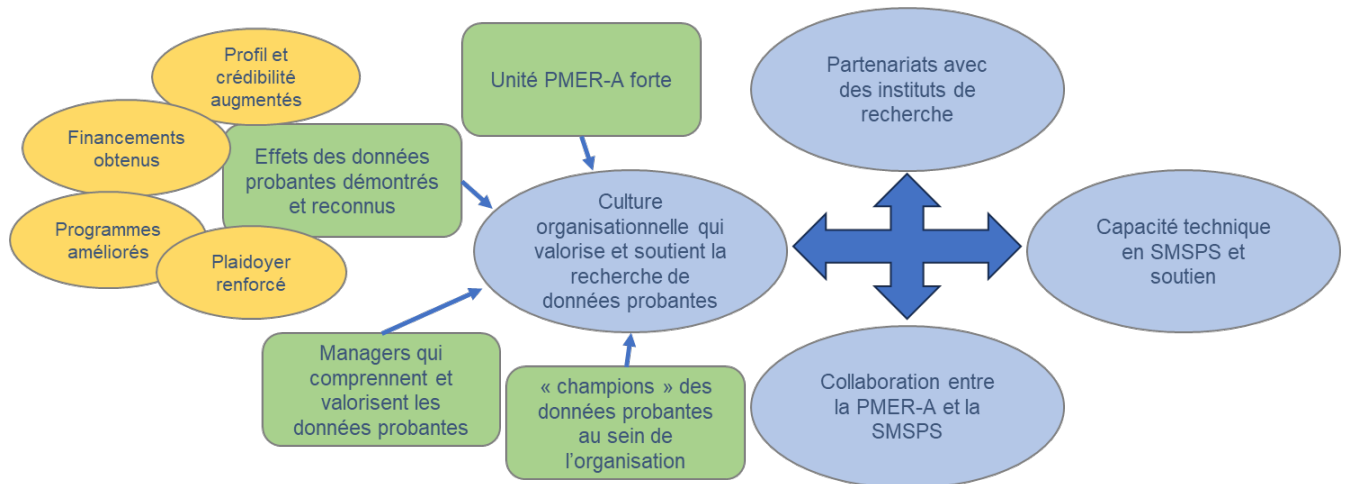 Profil et
crédibilité
augmentés
Financements
obtenus
Programmes
améliorés
Plaidoyer
renforcé
Effets des données
probantes démontrés
et reconnus
Unité PMER-A forte
Managers qui
comprennent et
valorisent les
données probantes
« champions » des
données probantes
au sein de
l’organisation
Culture
organisationnelle qui
valorise et soutient la
recherche de
données probantes
Partenariats avec
des instituts de
recherche
Capacité technique
en SMSPS et
soutien
Collaboration entre
la PMER-A et la
SMSPS